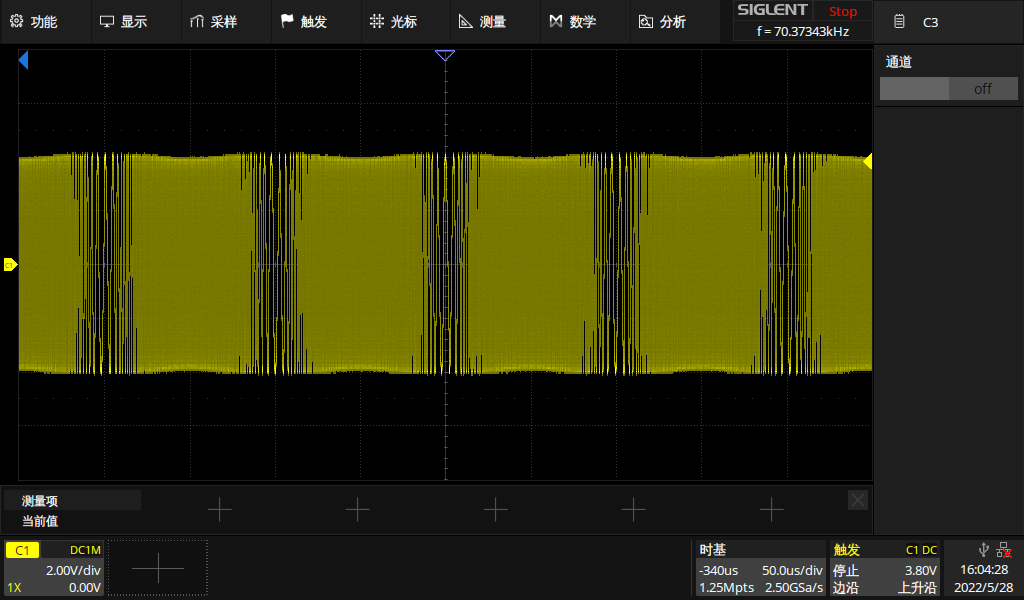 功能
显示
采样
触发
光标
测量
数学
分析
SIGLENT
Stop
f = 70.37343kHz
C3
通道
off
C1
测量项
当前值
C1
DC1M
2.00V/div
1X
0.00V
时基
-340us
50.0us/div
1.25Mpts
2.50GSa/s
触发
C1 DC
停止
3.80V
边沿
上升沿
16:04:28
2022/5/28